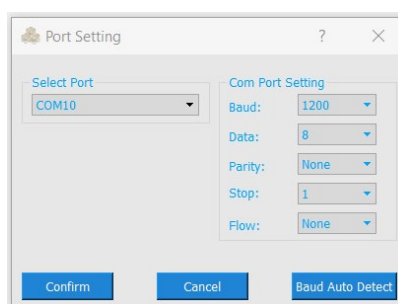 Port Setting ?
Select Port
COM10
Com Port Setting
Baud: 1200
Data: 8
Parity: None
Stop: 1
Flow: None
Confirm Cancel Baud Auto Detect